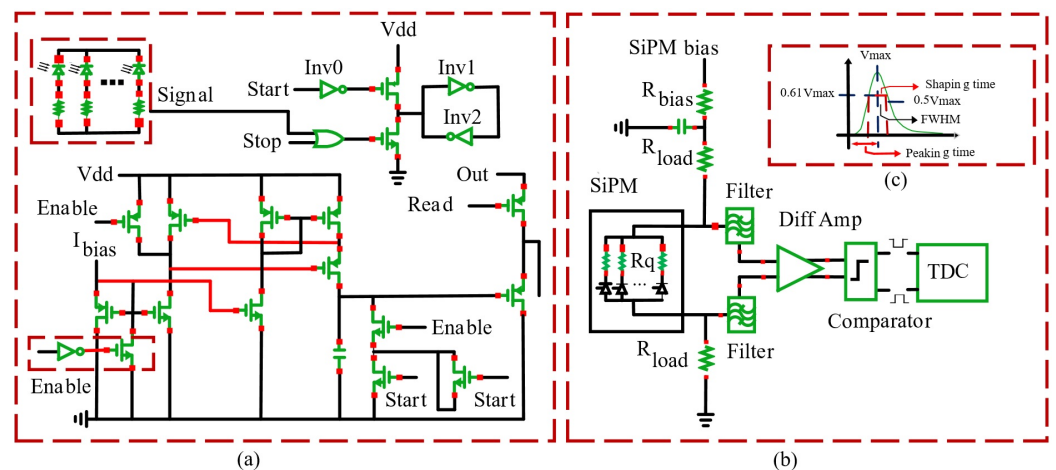 Vdd
Inv0
Inv1
Start
Signal
Inv2
Stop
Vdd
Out
Enable
Read
I bias
Enable
Enable
Start
Start
(a)
SiPM bias
R bias
R load
SiPM
Filter
Diff Amp
Rq
TDC
Comparator
R load
Filter
Vmax
Shapin g time
0.61Vmax
0.5Vmax
FWHM
Peakin g time
(c)
(b)